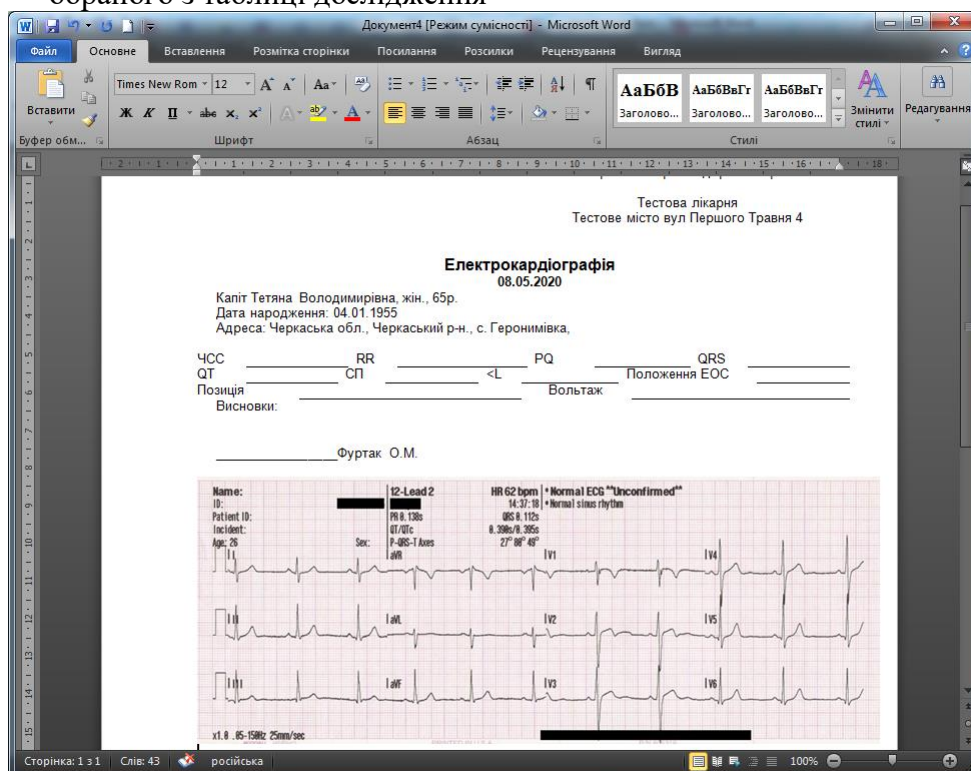 обраного з таблиці дослідження
Документ4 [Режим сумісності] - Microsoft Word
Файл Основне Вставлення Розмітка сторінки Посилання Розсилки Рецензування Вигляд
Вставити
Times New Rom 12
Ж К П abc x₂ x²
АаБбВ АаБбВвГг АаБбВвГг
Заголово... Заголово... Заголово...
Змінити стилі
Редагування
Буфер обм... Шрифт Абзац Стилі
Тестова лікарня
Тестове місто вул Першого Травня 4
Електрокардіографія
08.05.2020
Капіт Тетяна Володимирівна, жін., 65р.
Дата народження: 04.01.1955
Адреса: Черкаська обл., Черкаський р-н., с. Геронимівка,
ЧСС RR PQ QRS
QT СП <L Положення ЕОС
Позиція Вольтаж
Висновки:
Фуртак О.М.
Name: 12-Lead 2 HR 62 bpm • Normal ECG **Unconfirmed**
ID: 14:37:18 • Normal sinus rhythm
Patient ID: PR 0.138s QRS 0.112s
Incident: QT/QTc 0.398s/0.395s
Age: 26 Sex: P-QRS-T Axes 27° 80° 49°
I aVR V1 V4
II aVL V2 V5
III aVF V3 V6
x1.0 .05-150Hz 25mm/sec
Сторінка: 1 з 1 Слів: 43 російська 100%